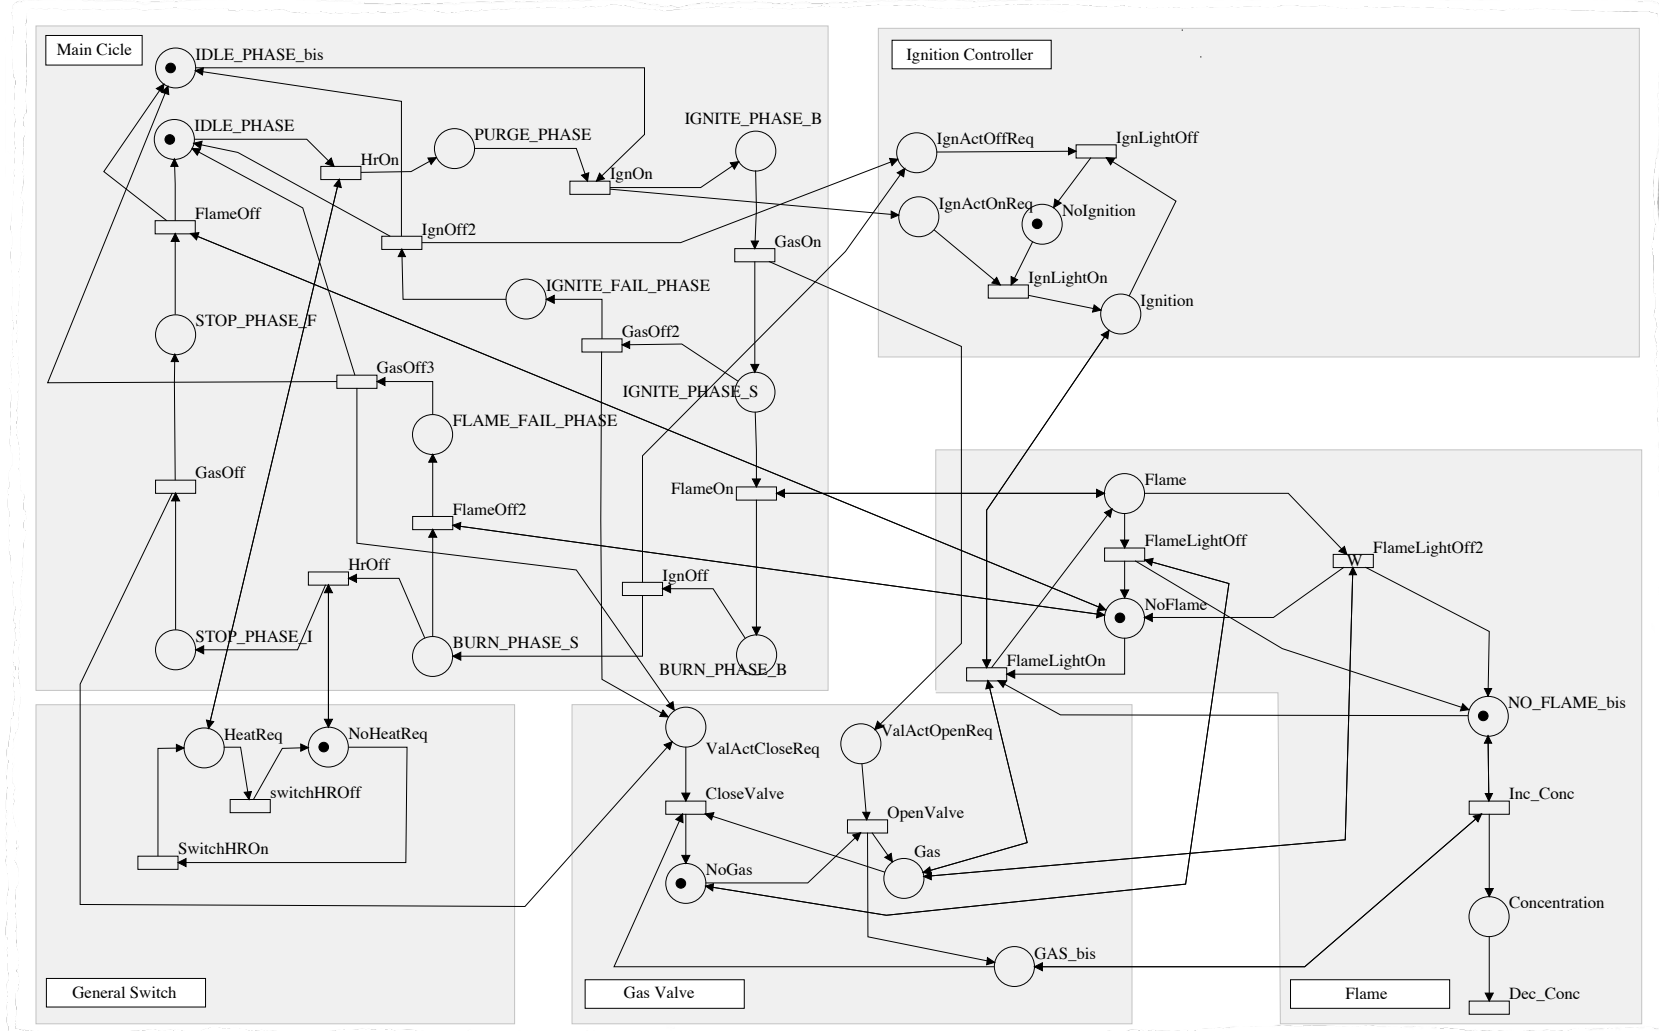 Main Cicle
IDLE_PHASE_bis
IDLE_PHASE
HrOn
PURGE_PHASE
IGNITE_PHASE_B
IgnOn
FlameOff
IgnOff2
GasOn
IGNITE_FAIL_PHASE
STOP_PHASE_F
GasOff2
GasOff3
IGNITE_PHASE_S
FLAME_FAIL_PHASE
GasOff
FlameOn
FlameOff2
HrOff
IgnOff
STOP_PHASE_I
BURN_PHASE_S
BURN_PHASE_B
Ignition Controller
IgnActOffReq
IgnLightOff
IgnActOnReq
NoIgnition
IgnLightOn
Ignition
Flame
FlameLightOff
FlameLightOff2
W
NoFlame
FlameLightOn
NO_FLAME_bis
Inc_Conc
Concentration
Dec_Conc
Flame
HeatReq
NoHeatReq
switchHROff
SwitchHROn
General Switch
ValActCloseReq
ValActOpenReq
CloseValve
OpenValve
NoGas
Gas
GAS_bis
Gas Valve